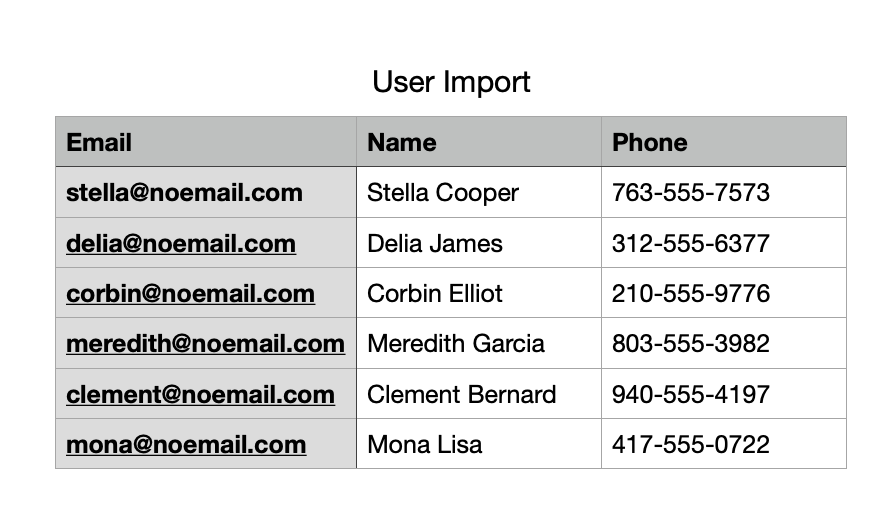 User Import
Email Name Phone
stella@noemail.com Stella Cooper 763-555-7573
delia@noemail.com Delia James 312-555-6377
corbin@noemail.com Corbin Elliot 210-555-9776
meredith@noemail.com Meredith Garcia 803-555-3982
clement@noemail.com Clement Bernard 940-555-4197
mona@noemail.com Mona Lisa 417-555-0722